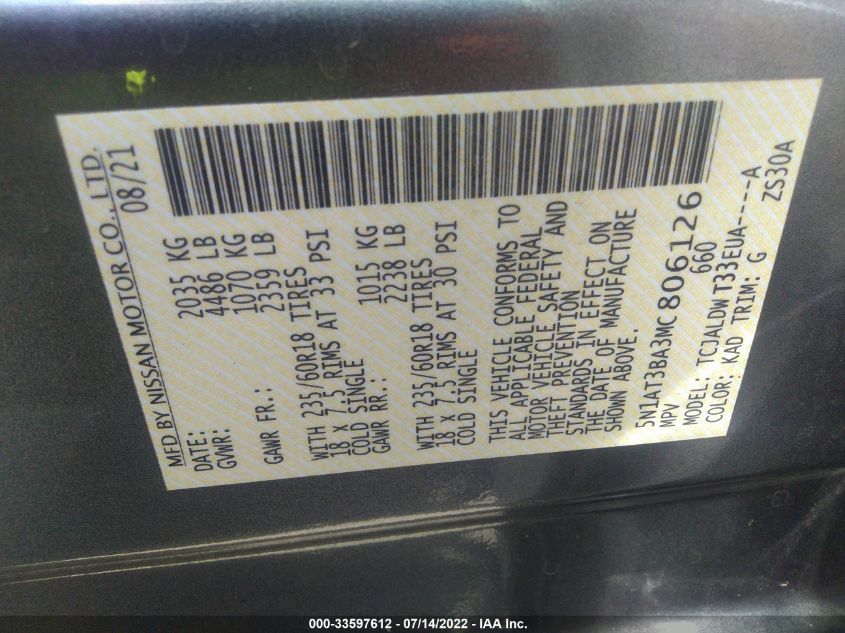 MFD BY NISSAN MOTOR CO., LTD.
DATE: 08/21
GVWR: 2035 KG
4486 LB
GAWR FR.: 1070 KG
2359 LB
WITH 235/60R18 TIRES
18 X 7.5 RIMS AT 33 PSI
COLD SINGLE
GAWR RR.: 1015 KG
2238 LB
WITH 235/60R18 TIRES
18 X 7.5 RIMS AT 30 PSI
COLD SINGLE
THIS VEHICLE CONFORMS TO
ALL APPLICABLE FEDERAL
MOTOR VEHICLE SAFETY AND
THEFT PREVENTION
STANDARDS IN EFFECT ON
THE DATE OF MANUFACTURE
SHOWN ABOVE.
5N1AT3BA3MC806126
MPV 660
MODEL: TCJALDWT33EUA----A
COLOR: KAD TRIM: G ZS30A
000-33597612 - 07/14/2022 - IAA Inc.